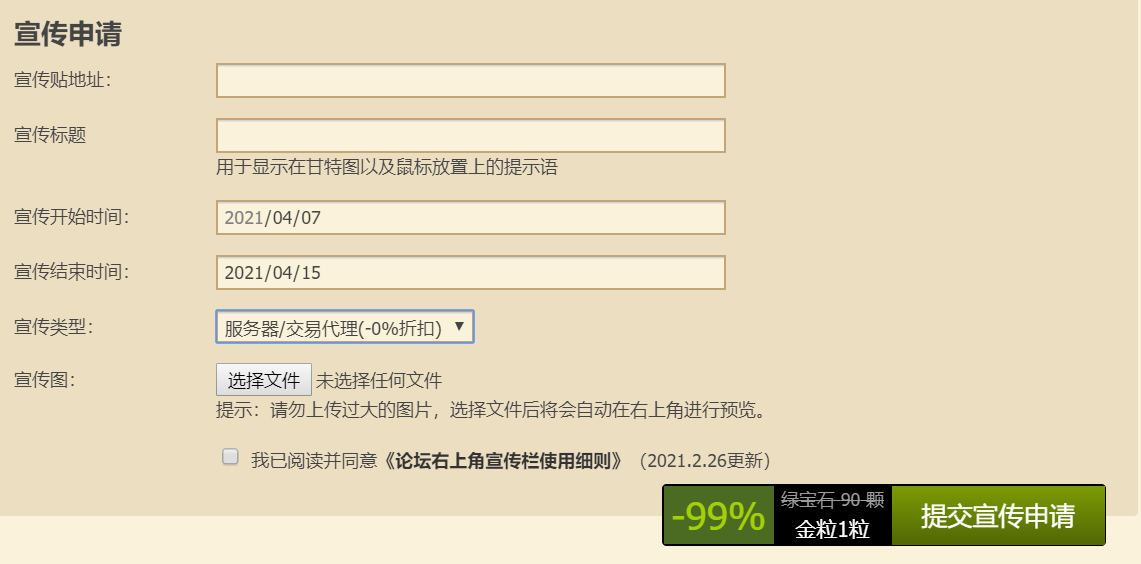 宣传申请
宣传贴地址：
宣传标题
用于显示在甘特图以及鼠标放置上的提示语
宣传开始时间： 2021/04/07
宣传结束时间： 2021/04/15
宣传类型： 服务器/交易代理(-0%折扣)
宣传图： 选择文件 未选择任何文件
提示：请勿上传过大的图片，选择文件后将会自动在右上角进行预览。
我已阅读并同意《论坛右上角宣传栏使用细则》（2021.2.26更新）
-99% 绿宝石 90 颗 提交宣传申请
金粒1粒